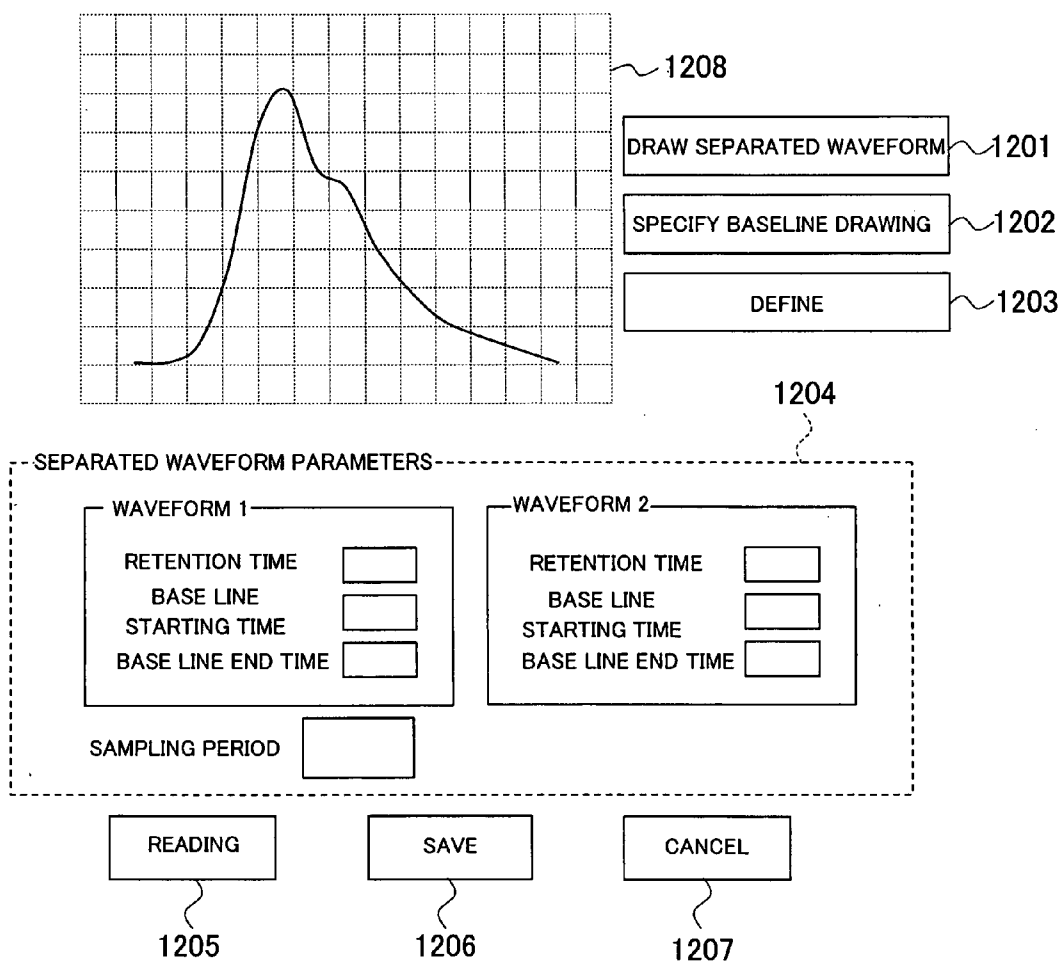 1208
DRAW SEPARATED WAVEFORM
1201
SPECIFY BASELINE DRAWING
1202
DEFINE
1203
1204
SEPARATED WAVEFORM PARAMETERS
WAVEFORM 1
RETENTION TIME
BASE LINE
STARTING TIME
BASE LINE END TIME
WAVEFORM 2
RETENTION TIME
BASE LINE
STARTING TIME
BASE LINE END TIME
SAMPLING PERIOD
READING
SAVE
CANCEL
1205
1206
1207